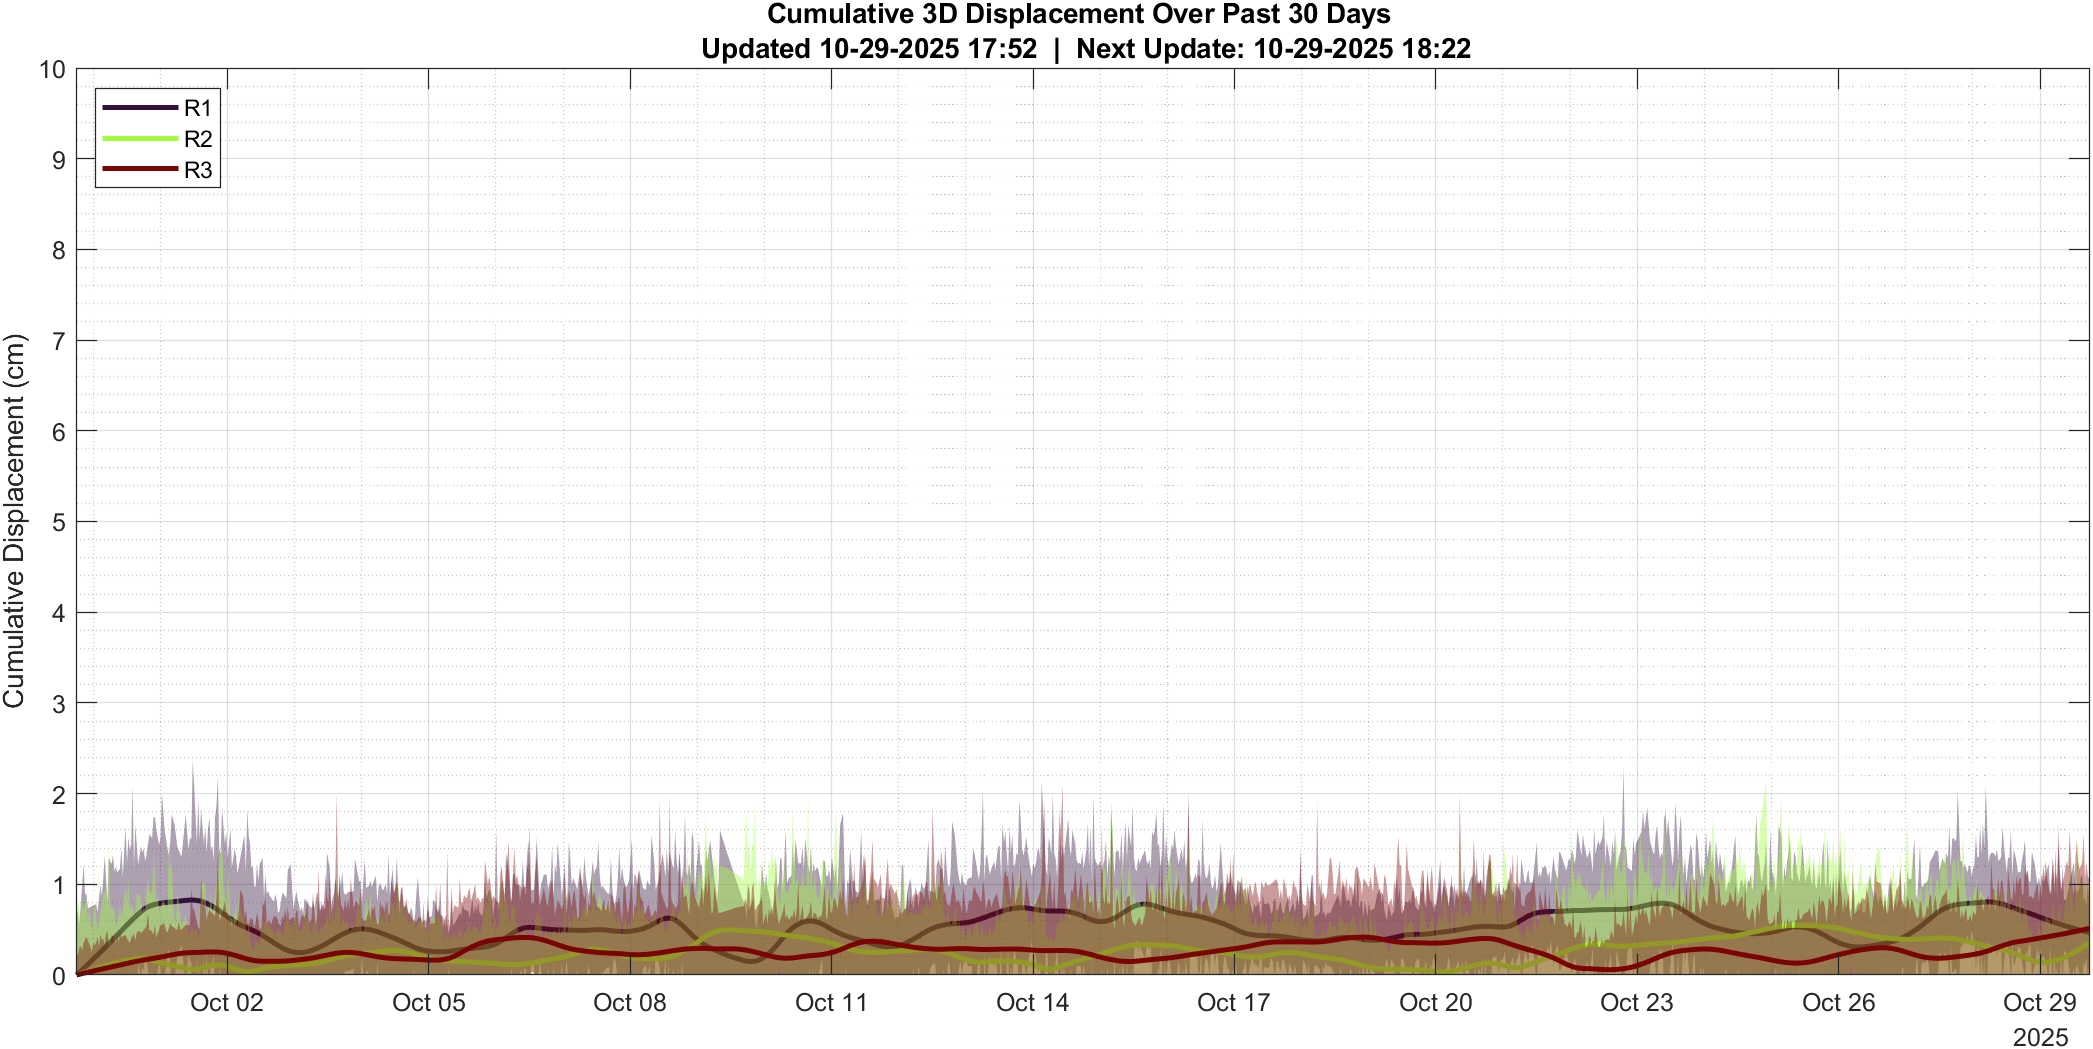 Cumulative 3D Displacement Over Past 30 Days
Updated 10-29-2025 17:52 | Next Update: 10-29-2025 18:22
R1
R2
R3
Cumulative Displacement (cm)
10
9
8
7
6
5
4
3
2
1
0
Oct 02
Oct 05
Oct 08
Oct 11
Oct 14
Oct 17
Oct 20
Oct 23
Oct 26
Oct 29
2025